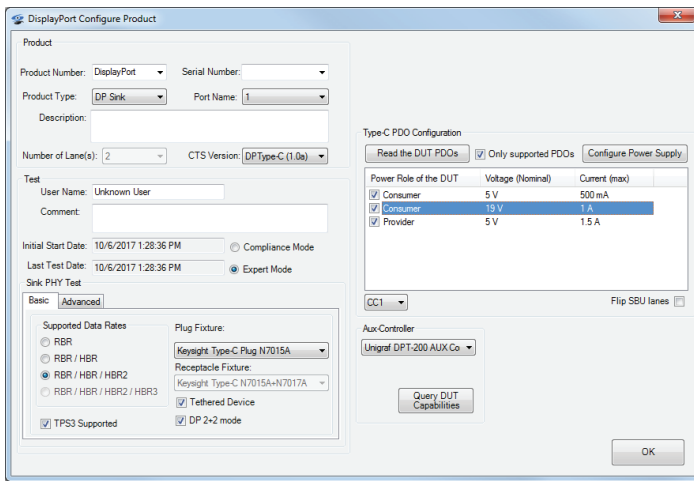 DisplayPort Configure Product
Product
Product Number: DisplayPort Serial Number:
Product Type: DP Sink Port Name: 1
Description:
Number of Lane(s): 2 CTS Version: DPType-C (1.0a)
Test
User Name: Unknown User
Comment:
Initial Start Date: 10/6/2017 1:28:36 PM Compliance Mode
Last Test Date: 10/6/2017 1:28:36 PM Expert Mode
Sink PHY Test
Basic Advanced
Supported Data Rates
RBR
RBR / HBR
RBR / HBR / HBR2
RBR / HBR / HBR2 / HBR3
TPS3 Supported
Plug Fixture:
Keysight Type-C Plug N7015A
Receptacle Fixture:
Keysight Type-C N7015A+N7017A
Tethered Device
DP 2+2 mode
Type-C PDO Configuration
Read the DUT PDOs Only supported PDOs Configure Power Supply
Power Role of the DUT Voltage (Nominal) Current (max)
Consumer 5 V 500 mA
Consumer 19 V 1 A
Provider 5 V 1.5 A
CC1 Flip SBU lanes
Aux-Controller
Unigraf DPT-200 AUX Co
Query DUT
Capabilities
OK